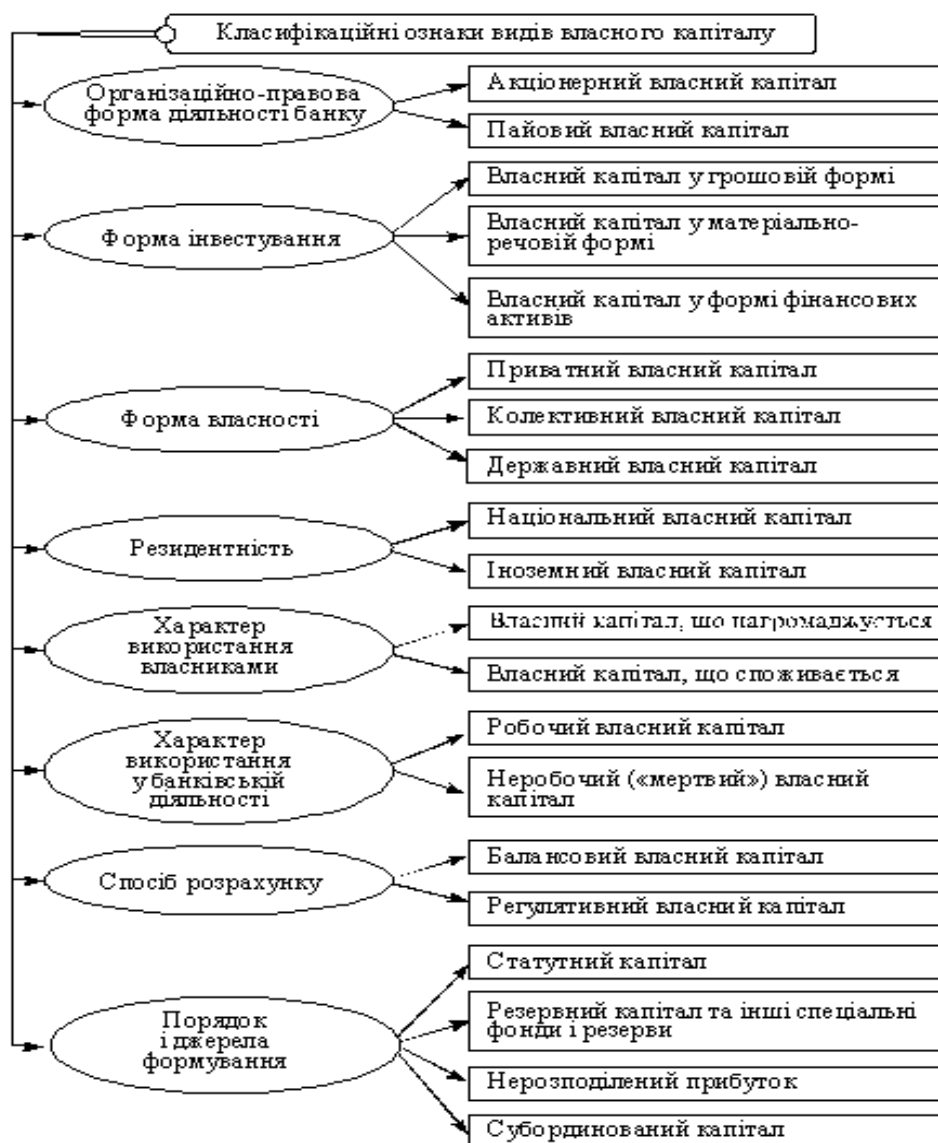 Класифікаційні ознаки видів власного капіталу
Організаційно-правова
форма діяльності банку
Акціонерний власний капітал
Пайовий власний капітал
Форма інвестування
Власний капітал у грошовій формі
Власний капітал у матеріально-
речовій формі
Власний капітал у формі фінансових
активів
Форма власності
Приватний власний капітал
Колективний власний капітал
Державний власний капітал
Резидентність
Національний власний капітал
Іноземний власний капітал
Характер
використання
власниками
Власний капітал, що нагромаджується
Власний капітал, що споживається
Характер
використання
у банківській
діяльності
Робочий власний капітал
Неробочий («мертвий») власний
капітал
Спосіб розрахунку
Балансовий власний капітал
Регулятивний власний капітал
Порядок
і джерела
формування
Статутний капітал
Резервний капітал та інші спеціальні
фонди і резерви
Нерозподілений прибуток
Субординований капітал